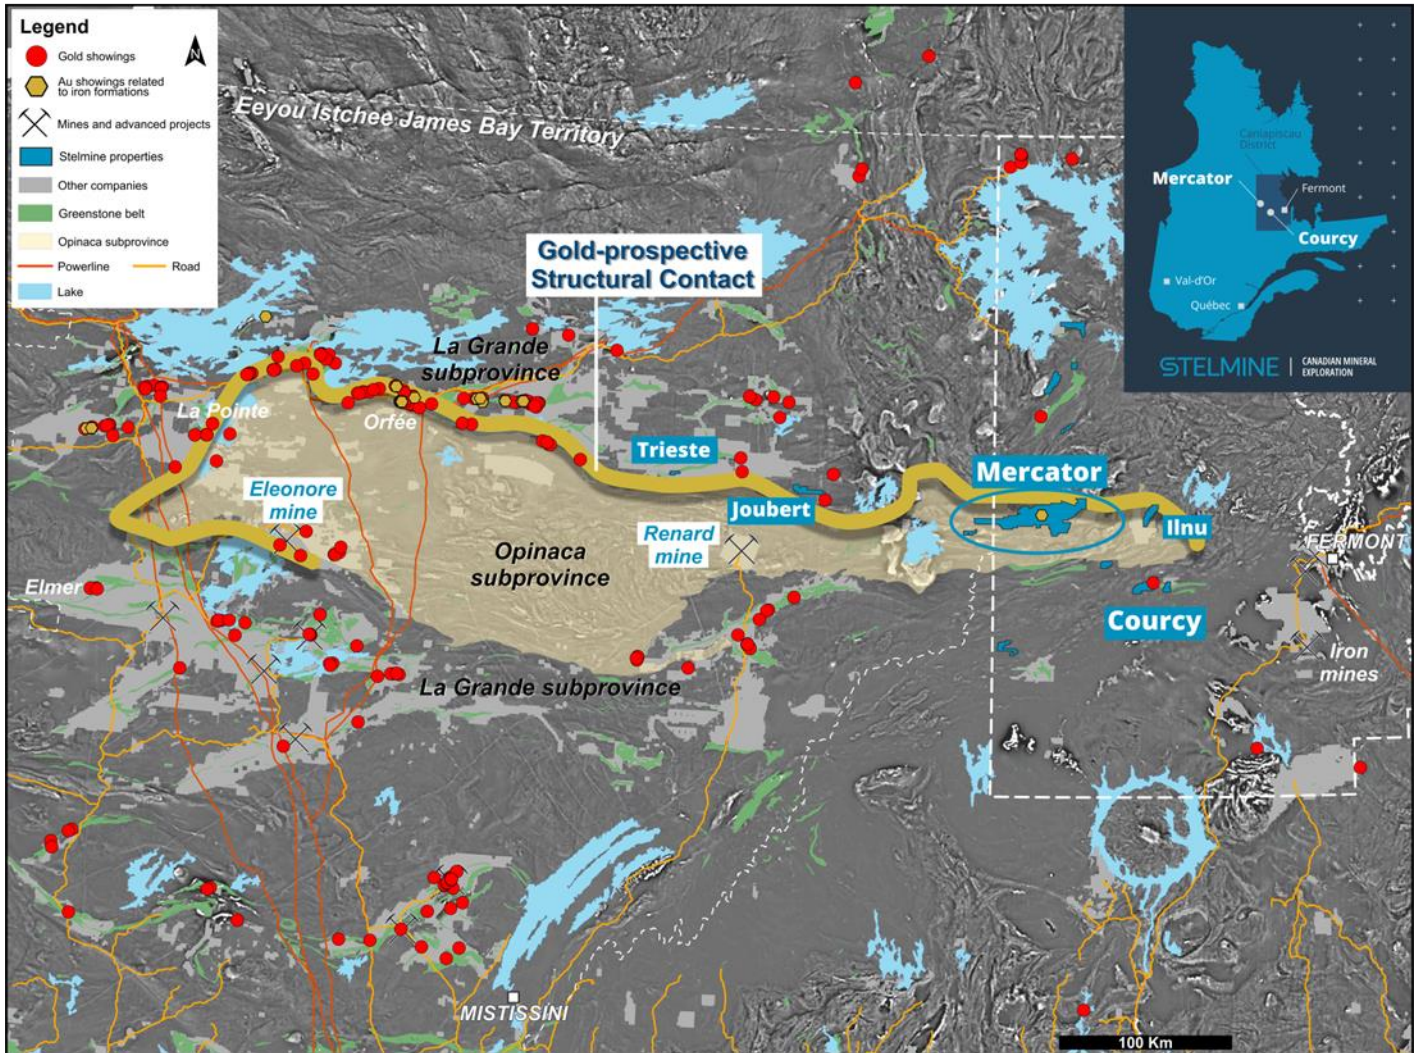 Legend
Gold showings
Au showings related
to iron formations
Mines and advanced projects
Stelmine properties
Other companies
Greenstone belt
Opinaca subprovince
Powerline
Road
Lake
N
Eeyou Istchee James Bay Territory
Caniapiscau
District
Mercator
Fermont
Courcy
Val-d'Or
Québec
STELMINE
CANADIAN MINERAL
EXPLORATION
Gold-prospective
Structural Contact
La Grande
subprovince
La Pointe
Orfée
Trieste
Mercator
Joubert
Ilnu
Eleonore
mine
Renard
mine
Opinaca
subprovince
FERMONT
Elmer
Courcy
Iron
mines
La Grande subprovince
MISTISSINI
100 Km